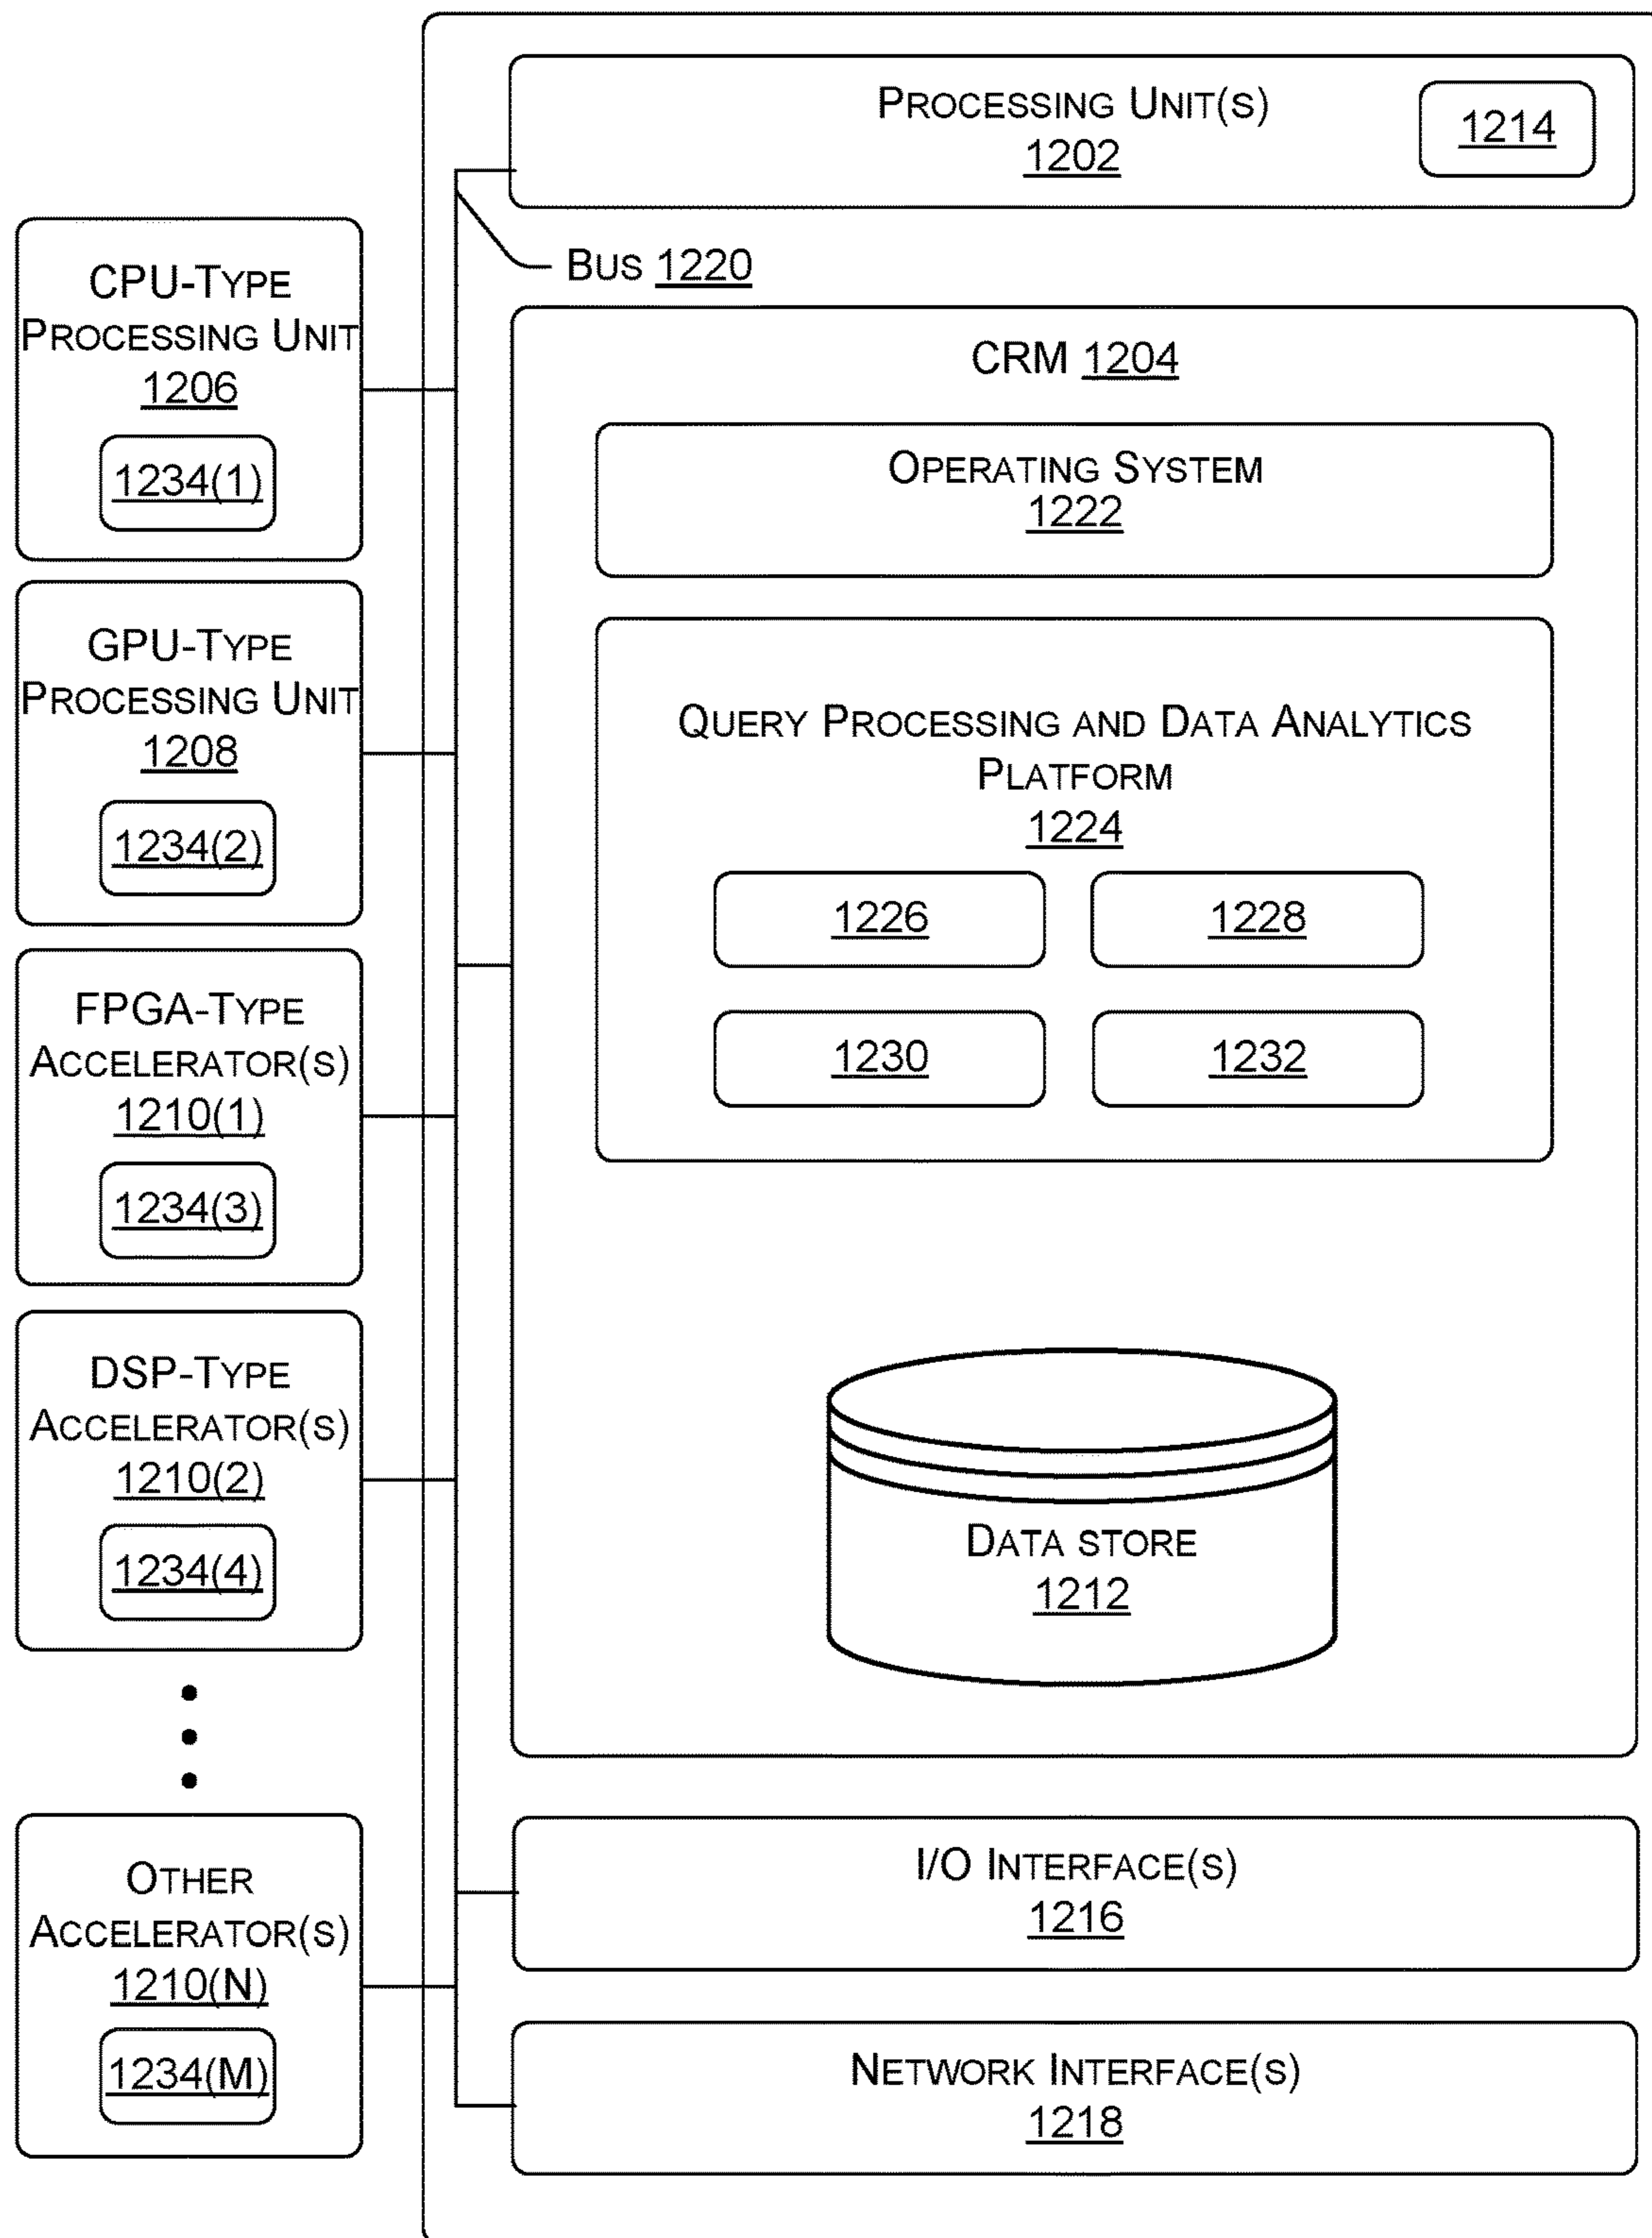 PROCESSING UNIT(S)
1202
1214
BUS 1220
CPU-TYPE
PROCESSING UNIT
1206
1234(1)
GPU-TYPE
PROCESSING UNIT
1208
1234(2)
FPGA-TYPE
ACCELERATOR(S)
1210(1)
1234(3)
DSP-TYPE
ACCELERATOR(S)
1210(2)
1234(4)
OTHER
ACCELERATOR(S)
1210(N)
1234(M)
CRM 1204
OPERATING SYSTEM
1222
QUERY PROCESSING AND DATA ANALYTICS
PLATFORM
1224
1226
1228
1230
1232
DATA STORE
1212
I/O INTERFACE(S)
1216
NETWORK INTERFACE(S)
1218